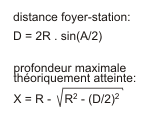 distance foyer-station:
D = 2R . sin(A/2)
profondeur maximale
théoriquement atteinte:
X = R - √R² - (D/2)²